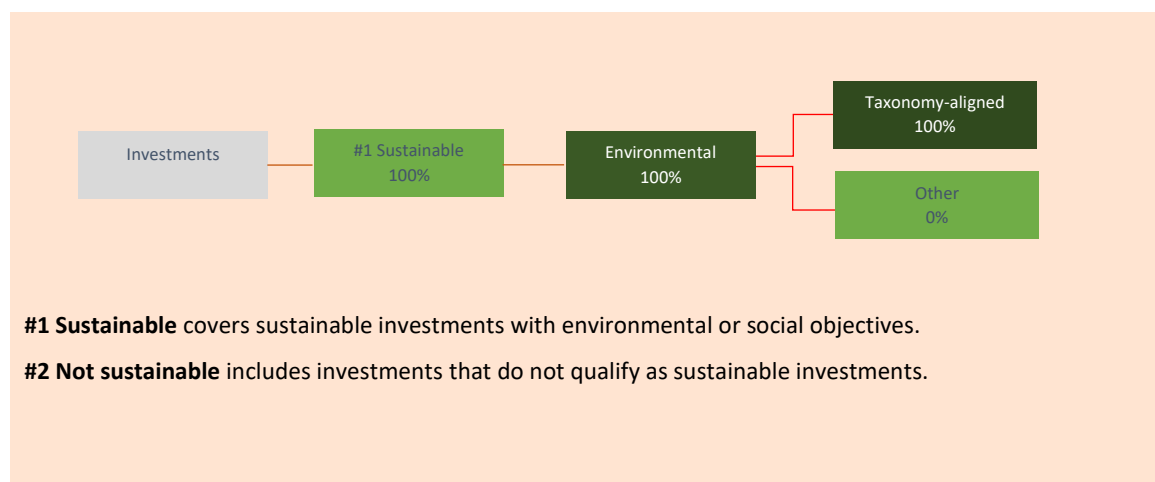 Investments
#1 Sustainable
100%
Environmental
100%
Taxonomy-aligned
100%
Other
0%
#1 Sustainable covers sustainable investments with environmental or social objectives.
#2 Not sustainable includes investments that do not qualify as sustainable investments.